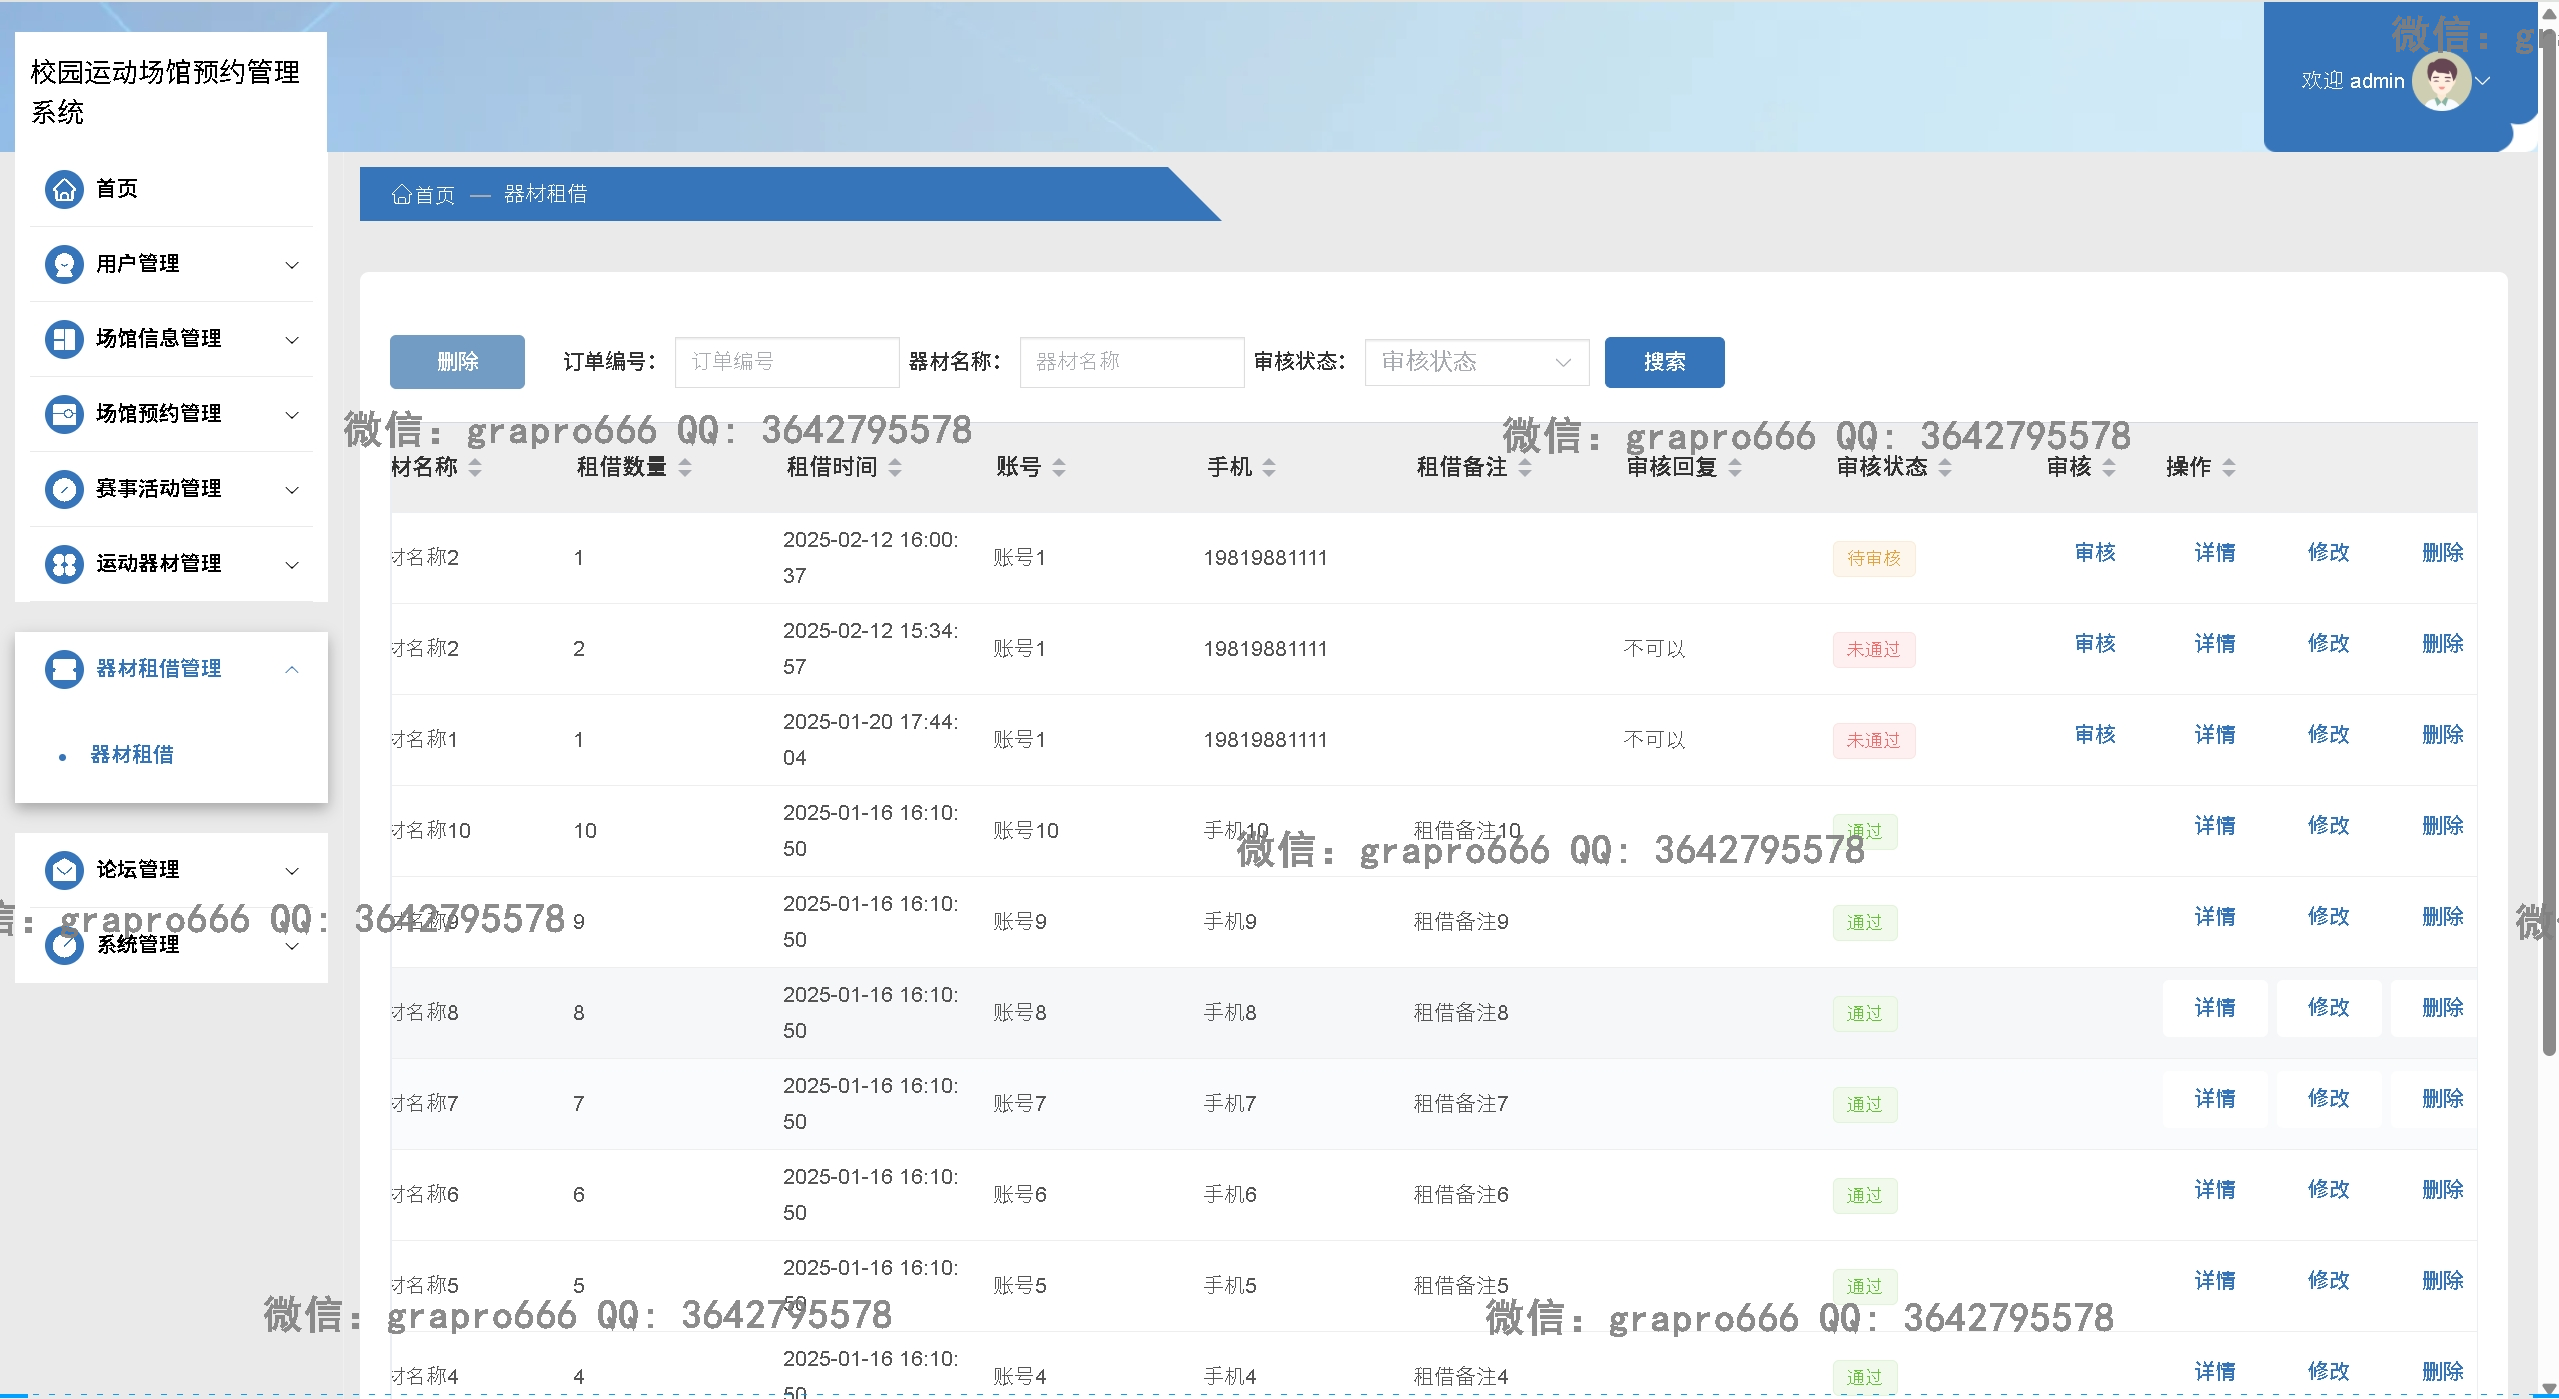 微信: g
校园运动场馆预约管理
系统
欢迎 admin
首页
首页 — 器材租借
用户管理
场馆信息管理
场馆预约管理
赛事活动管理
运动器材管理
器材租借管理
器材租借
论坛管理
系统管理
删除 订单编号: 订单编号 器材名称: 器材名称 审核状态: 审核状态 搜索
微信: grapro666 QQ: 3642795578
微信: grapro666 QQ: 3642795578
材名称 租借数量 租借时间 账号 手机 租借备注 审核回复 审核状态 审核 操作
材名称2 1 2025-02-12 16:00:37 账号1 19819881111 待审核 审核 详情 修改 删除
材名称2 2 2025-02-12 15:34:57 账号1 19819881111 不可以 未通过 审核 详情 修改 删除
材名称1 1 2025-01-20 17:44:04 账号1 19819881111 不可以 未通过 审核 详情 修改 删除
材名称10 10 2025-01-16 16:10:50 账号10 手机10 租借备注10 通过 详情 修改 删除
微信: grapro666 QQ: 3642795578
材名称9 9 2025-01-16 16:10:50 账号9 手机9 租借备注9 通过 详情 修改 删除
信: grapro666 QQ: 3642795578
微
材名称8 8 2025-01-16 16:10:50 账号8 手机8 租借备注8 通过 详情 修改 删除
材名称7 7 2025-01-16 16:10:50 账号7 手机7 租借备注7 通过 详情 修改 删除
材名称6 6 2025-01-16 16:10:50 账号6 手机6 租借备注6 通过 详情 修改 删除
材名称5 5 2025-01-16 16:10:50 账号5 手机5 租借备注5 通过 详情 修改 删除
微信: grapro666 QQ: 3642795578
微信: grapro666 QQ: 3642795578
材名称4 4 2025-01-16 16:10:50 账号4 手机4 租借备注4 通过 详情 修改 删除